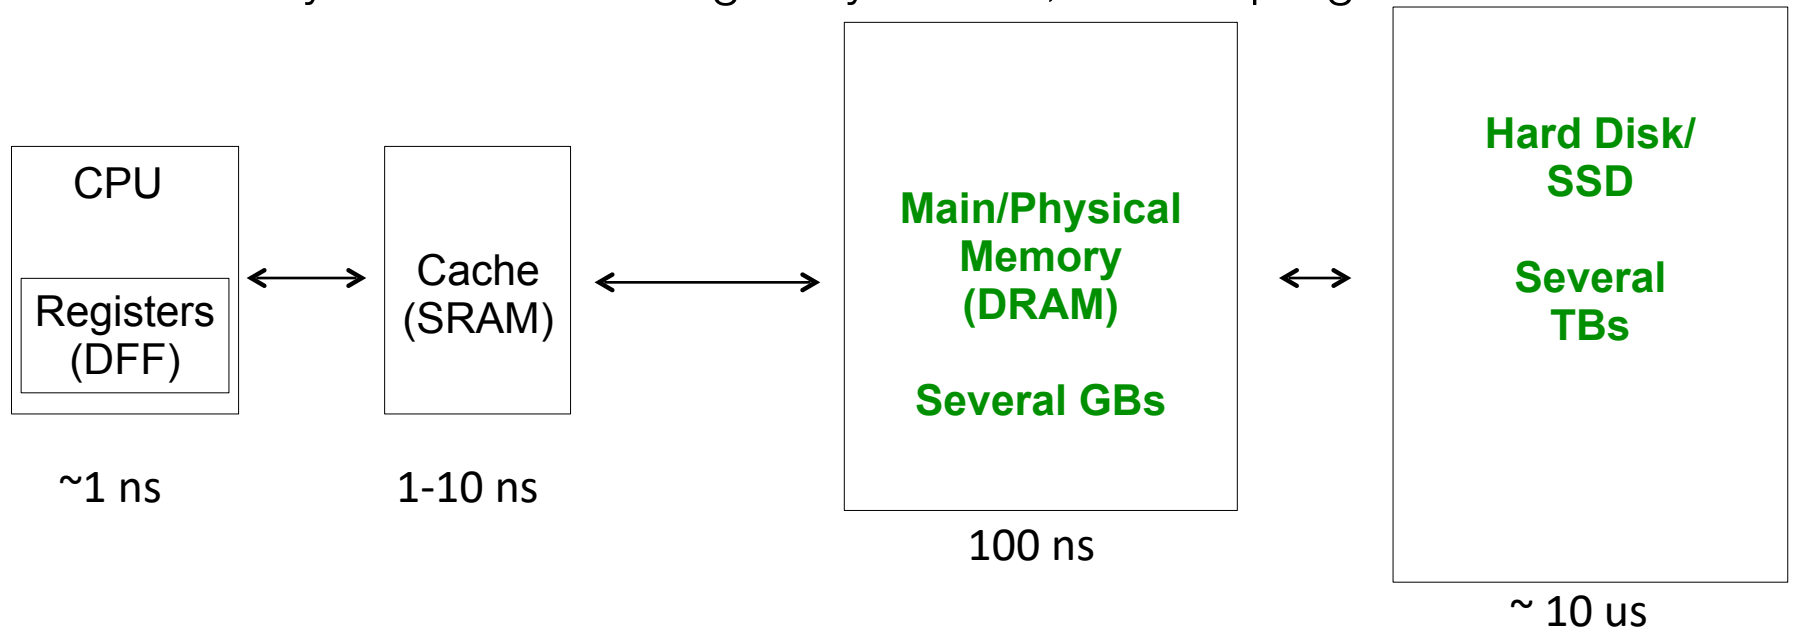 CPU
Registers
(DFF)
~1 ns
Cache
(SRAM)
1-10 ns
Main/Physical
Memory
(DRAM)
Several GBs
100 ns
Hard Disk/
SSD
Several
TBs
~ 10 us